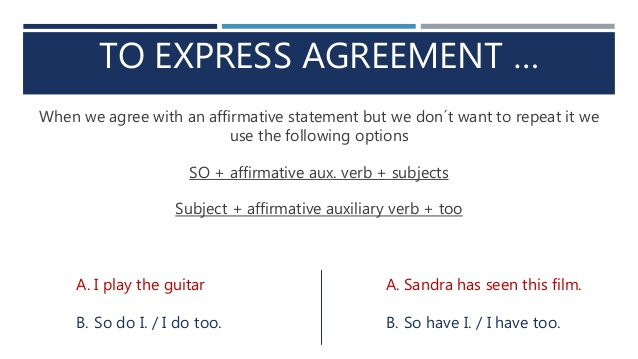 TO EXPRESS AGREEMENT ...
When we agree with an affirmative statement but we don´t want to repeat it we
use the following options
SO + affirmative aux. verb + subjects
Subject + affirmative auxiliary verb + too
A. I play the guitar
B. So do I. / I do too.
A. Sandra has seen this film.
B. So have I. / I have too.